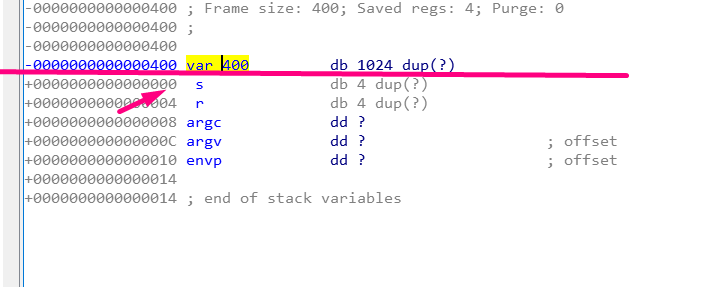 -0000000000000400 ; Frame size: 400; Saved regs: 4; Purge: 0
-0000000000000400 ;
-0000000000000400
-0000000000000400 var_400 db 1024 dup(?)
+0000000000000000 s db 4 dup(?)
+0000000000000004 r db 4 dup(?)
+0000000000000008 argc dd ?
+000000000000000C argv dd ? ; offset
+0000000000000010 envp dd ? ; offset
+0000000000000014
+0000000000000014 ; end of stack variables